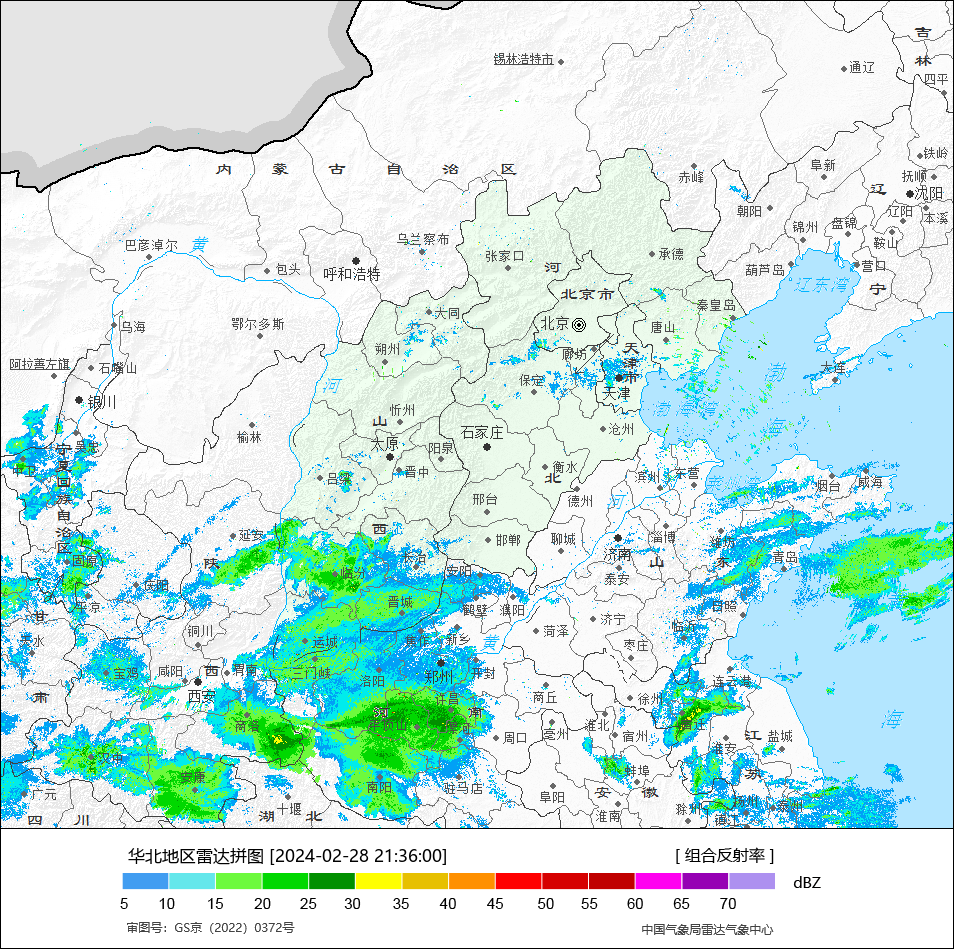 吉
林
锡林浩特市
通辽
四平
铁岭
内蒙古自治区
赤峰
阜新
抚顺
辽
沈阳
朝阳
辽阳
本溪
锦州
盘锦
鞍山
巴彦淖尔
黄
乌兰察布
张家口
河
承德
葫芦岛
营口
包头
呼和浩特
辽东湾
宁
北京市
秦皇岛
乌海
鄂尔多斯
大同
北京
唐山
朔州
廊坊
天津市
阿拉善左旗
石嘴山
河
保定
天津
渤
大连
银川
忻州
山
渤海湾
海
榆林
太原
石家庄
沧州
吴忠
阳泉
中卫
宁夏回族自治区
吕梁
晋中
衡水
北
滨州
东营
莱州湾
烟台
威海
邢台
德州
河
西
延安
邯郸
聊城
济南
淄博
潍坊
固原
陕
临汾
长治
安阳
山
东
青岛
泰安
庆阳
平凉
甘
晋城
鹤壁
濮阳
日照
菏泽
济宁
临沂
天水
铜川
运城
焦作
新乡
黄
枣庄
宝鸡
咸阳
西
渭南
三门峡
洛阳
郑州
开封
连云港
肃
西安
商丘
徐州
许昌
商洛
河
平顶山
漯河
南
周口
亳州
淮北
宿州
宿迁
江
淮安
盐城
海
汉中
安康
南阳
驻马店
阜阳
蚌埠
苏
广元
十堰
安
徽
淮南
滁州
扬州
泰州
镇江
四川
湖北
华北地区雷达拼图 [2024-02-28 21:36:00]
[ 组合反射率 ]
dBZ
5 10 15 20 25 30 35 40 45 50 55 60 65 70
审图号：GS京（2022）0372号
中国气象局雷达气象中心